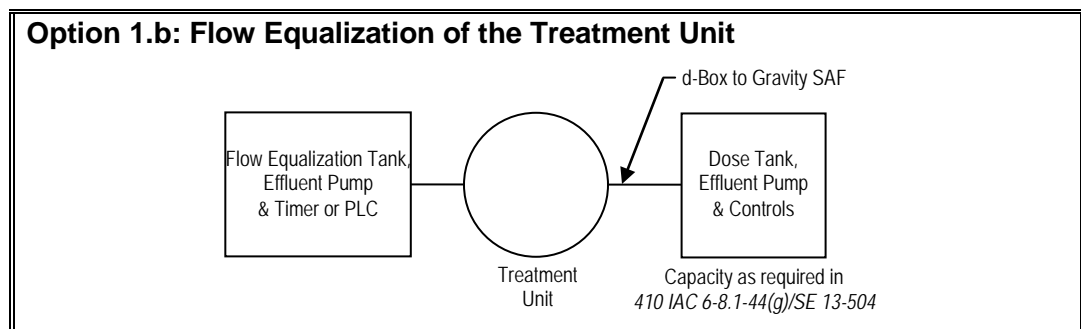 Option 1.b: Flow Equalization of the Treatment Unit
d-Box to Gravity SAF
Flow Equalization Tank,
Effluent Pump
& Timer or PLC
Dose Tank,
Effluent Pump
& Controls
Treatment
Unit
Capacity as required in
410 IAC 6-8.1-44(g)/SE 13-504